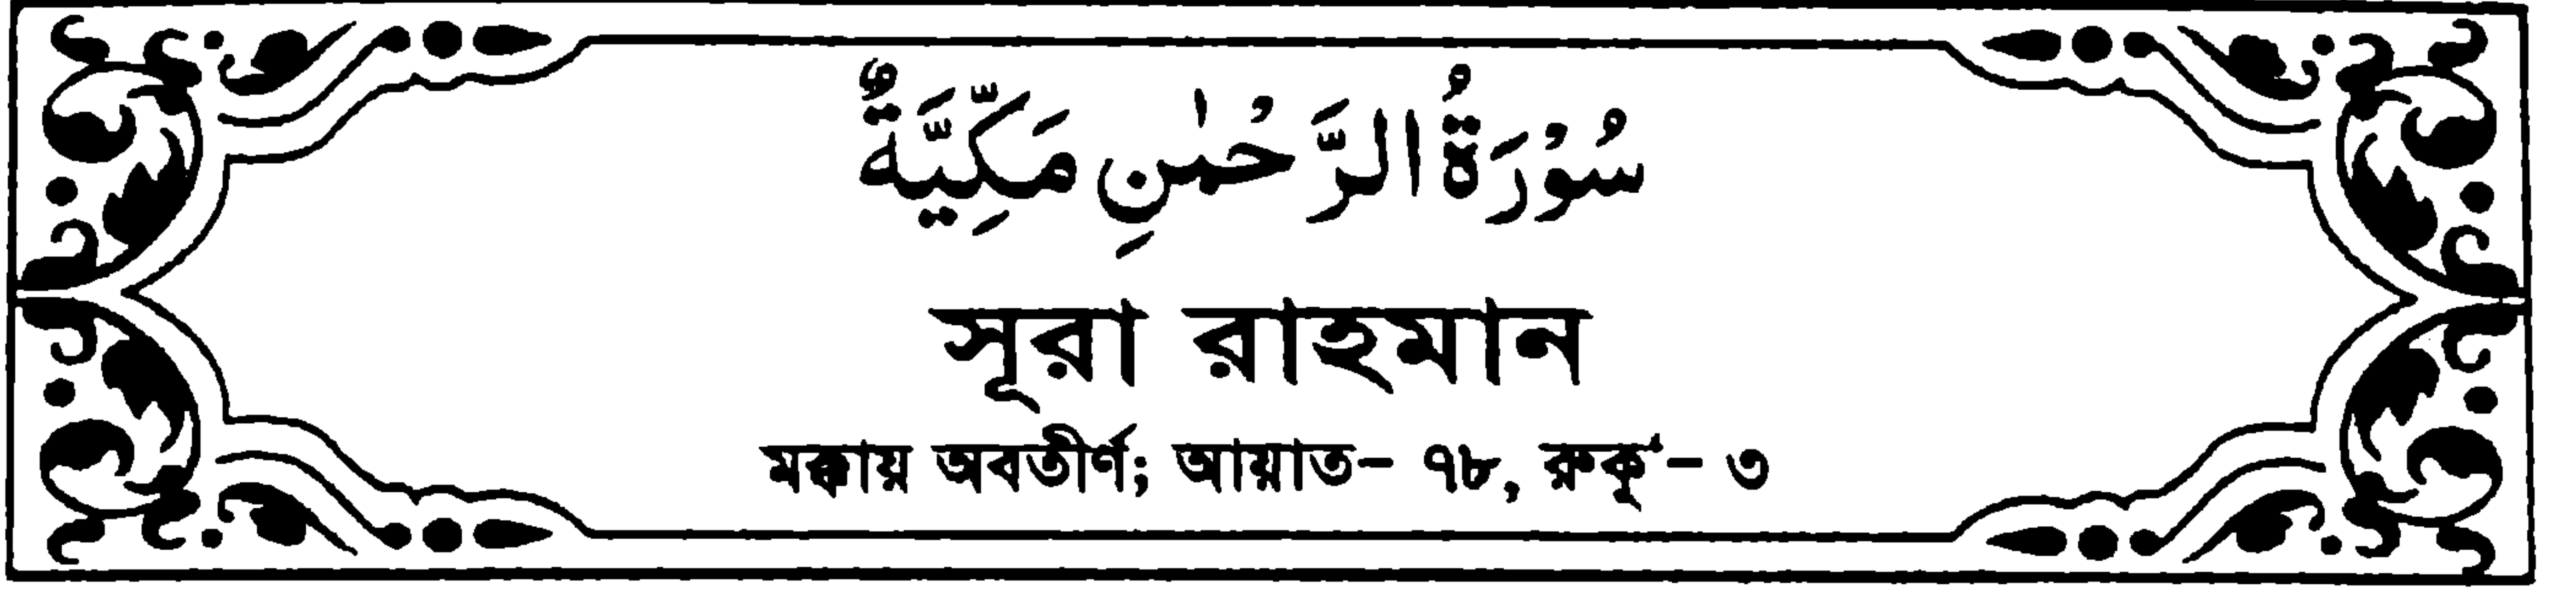 سُوْرَةُ الرَّحْمٰنِ مَكِّيَّةٌ
সূরা রাহমান
মক্কায় অবতীর্ণ; আয়াত– ৭৮, রুকূ‘– ৩